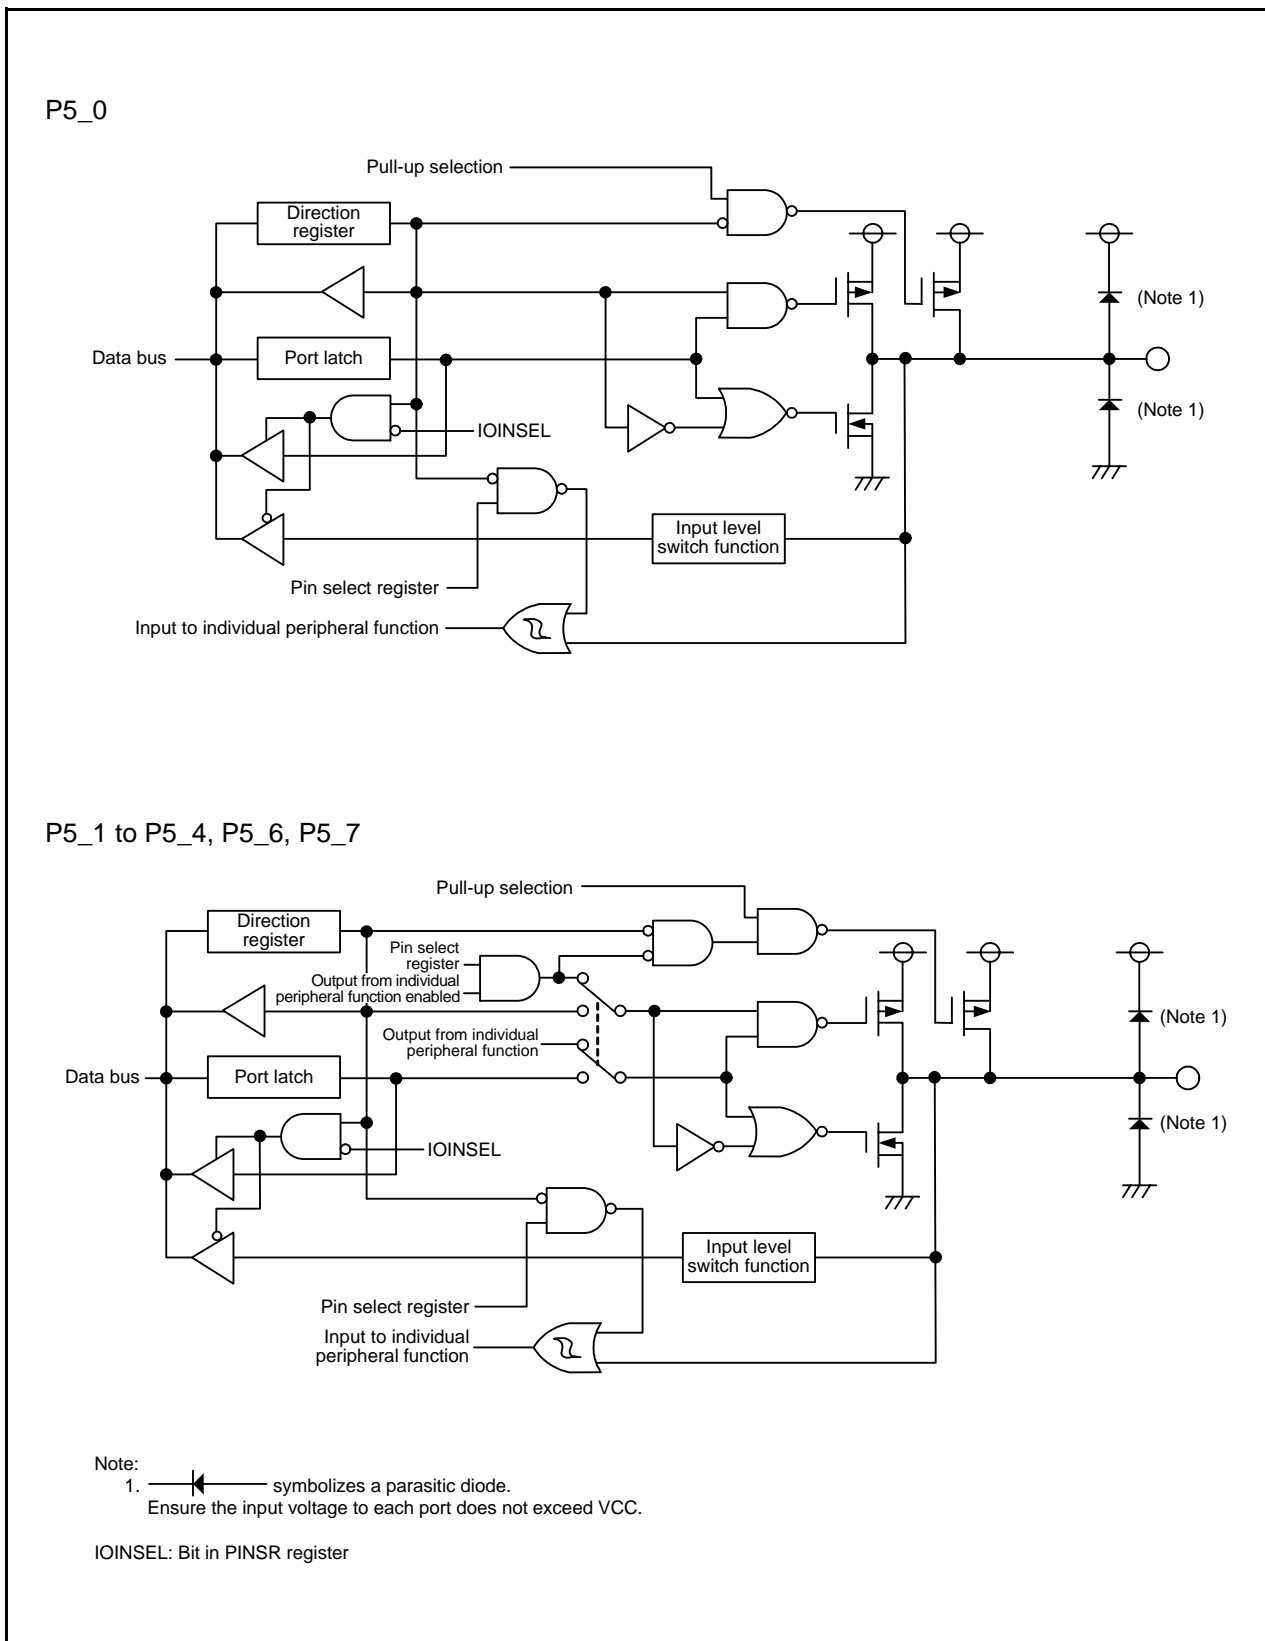 P5_0
Pull-up selection
Direction
register
(Note 1)
Data bus
Port latch
(Note 1)
IOINSEL
Input level
switch function
Pin select register
Input to individual peripheral function
P5_1 to P5_4, P5_6, P5_7
Pull-up selection
Direction
register
Pin select
register
Output from individual
peripheral function enabled
(Note 1)
Output from individual
peripheral function
Data bus
Port latch
(Note 1)
IOINSEL
Input level
switch function
Pin select register
Input to individual
peripheral function
Note:
1. symbolizes a parasitic diode.
Ensure the input voltage to each port does not exceed VCC.
IOINSEL: Bit in PINSR register